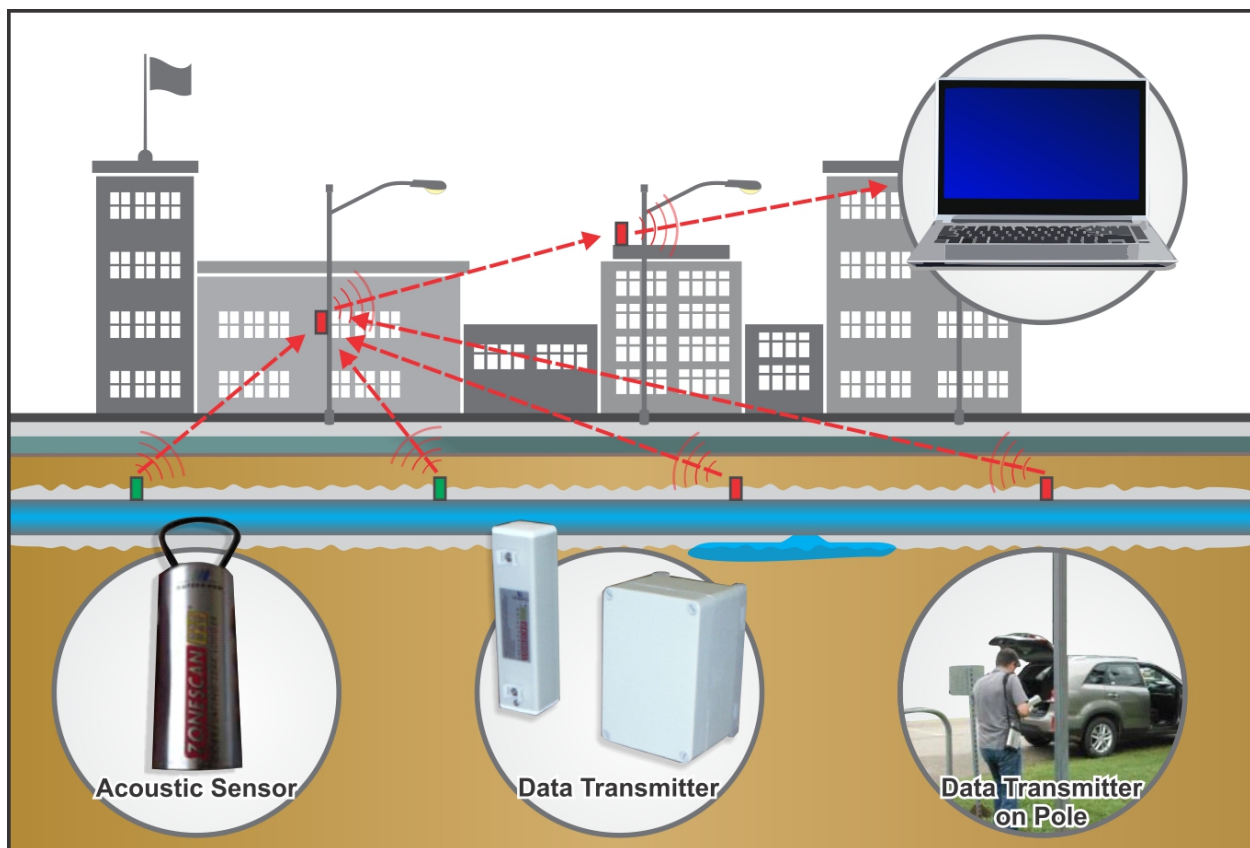 ZONESCAN
Acoustic Sensor
Data Transmitter
Data Transmitter
on Pole